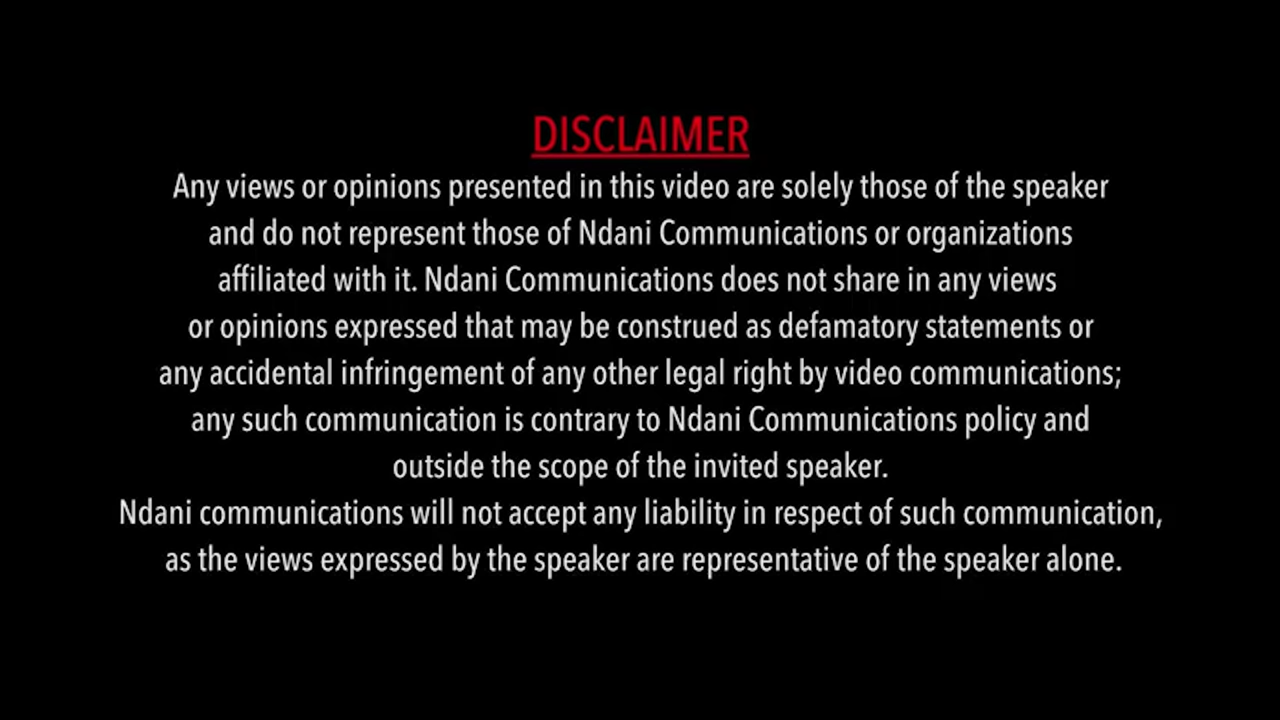 DISCLAIMER
Any views or opinions presented in this video are solely those of the speaker
and do not represent those of Ndani Communications or organizations
affiliated with it. Ndani Communications does not share in any views
or opinions expressed that may be construed as defamatory statements or
any accidental infringement of any other legal right by video communications;
any such communication is contrary to Ndani Communications policy and
outside the scope of the invited speaker.
Ndani communications will not accept any liability in respect of such communication,
as the views expressed by the speaker are representative of the speaker alone.